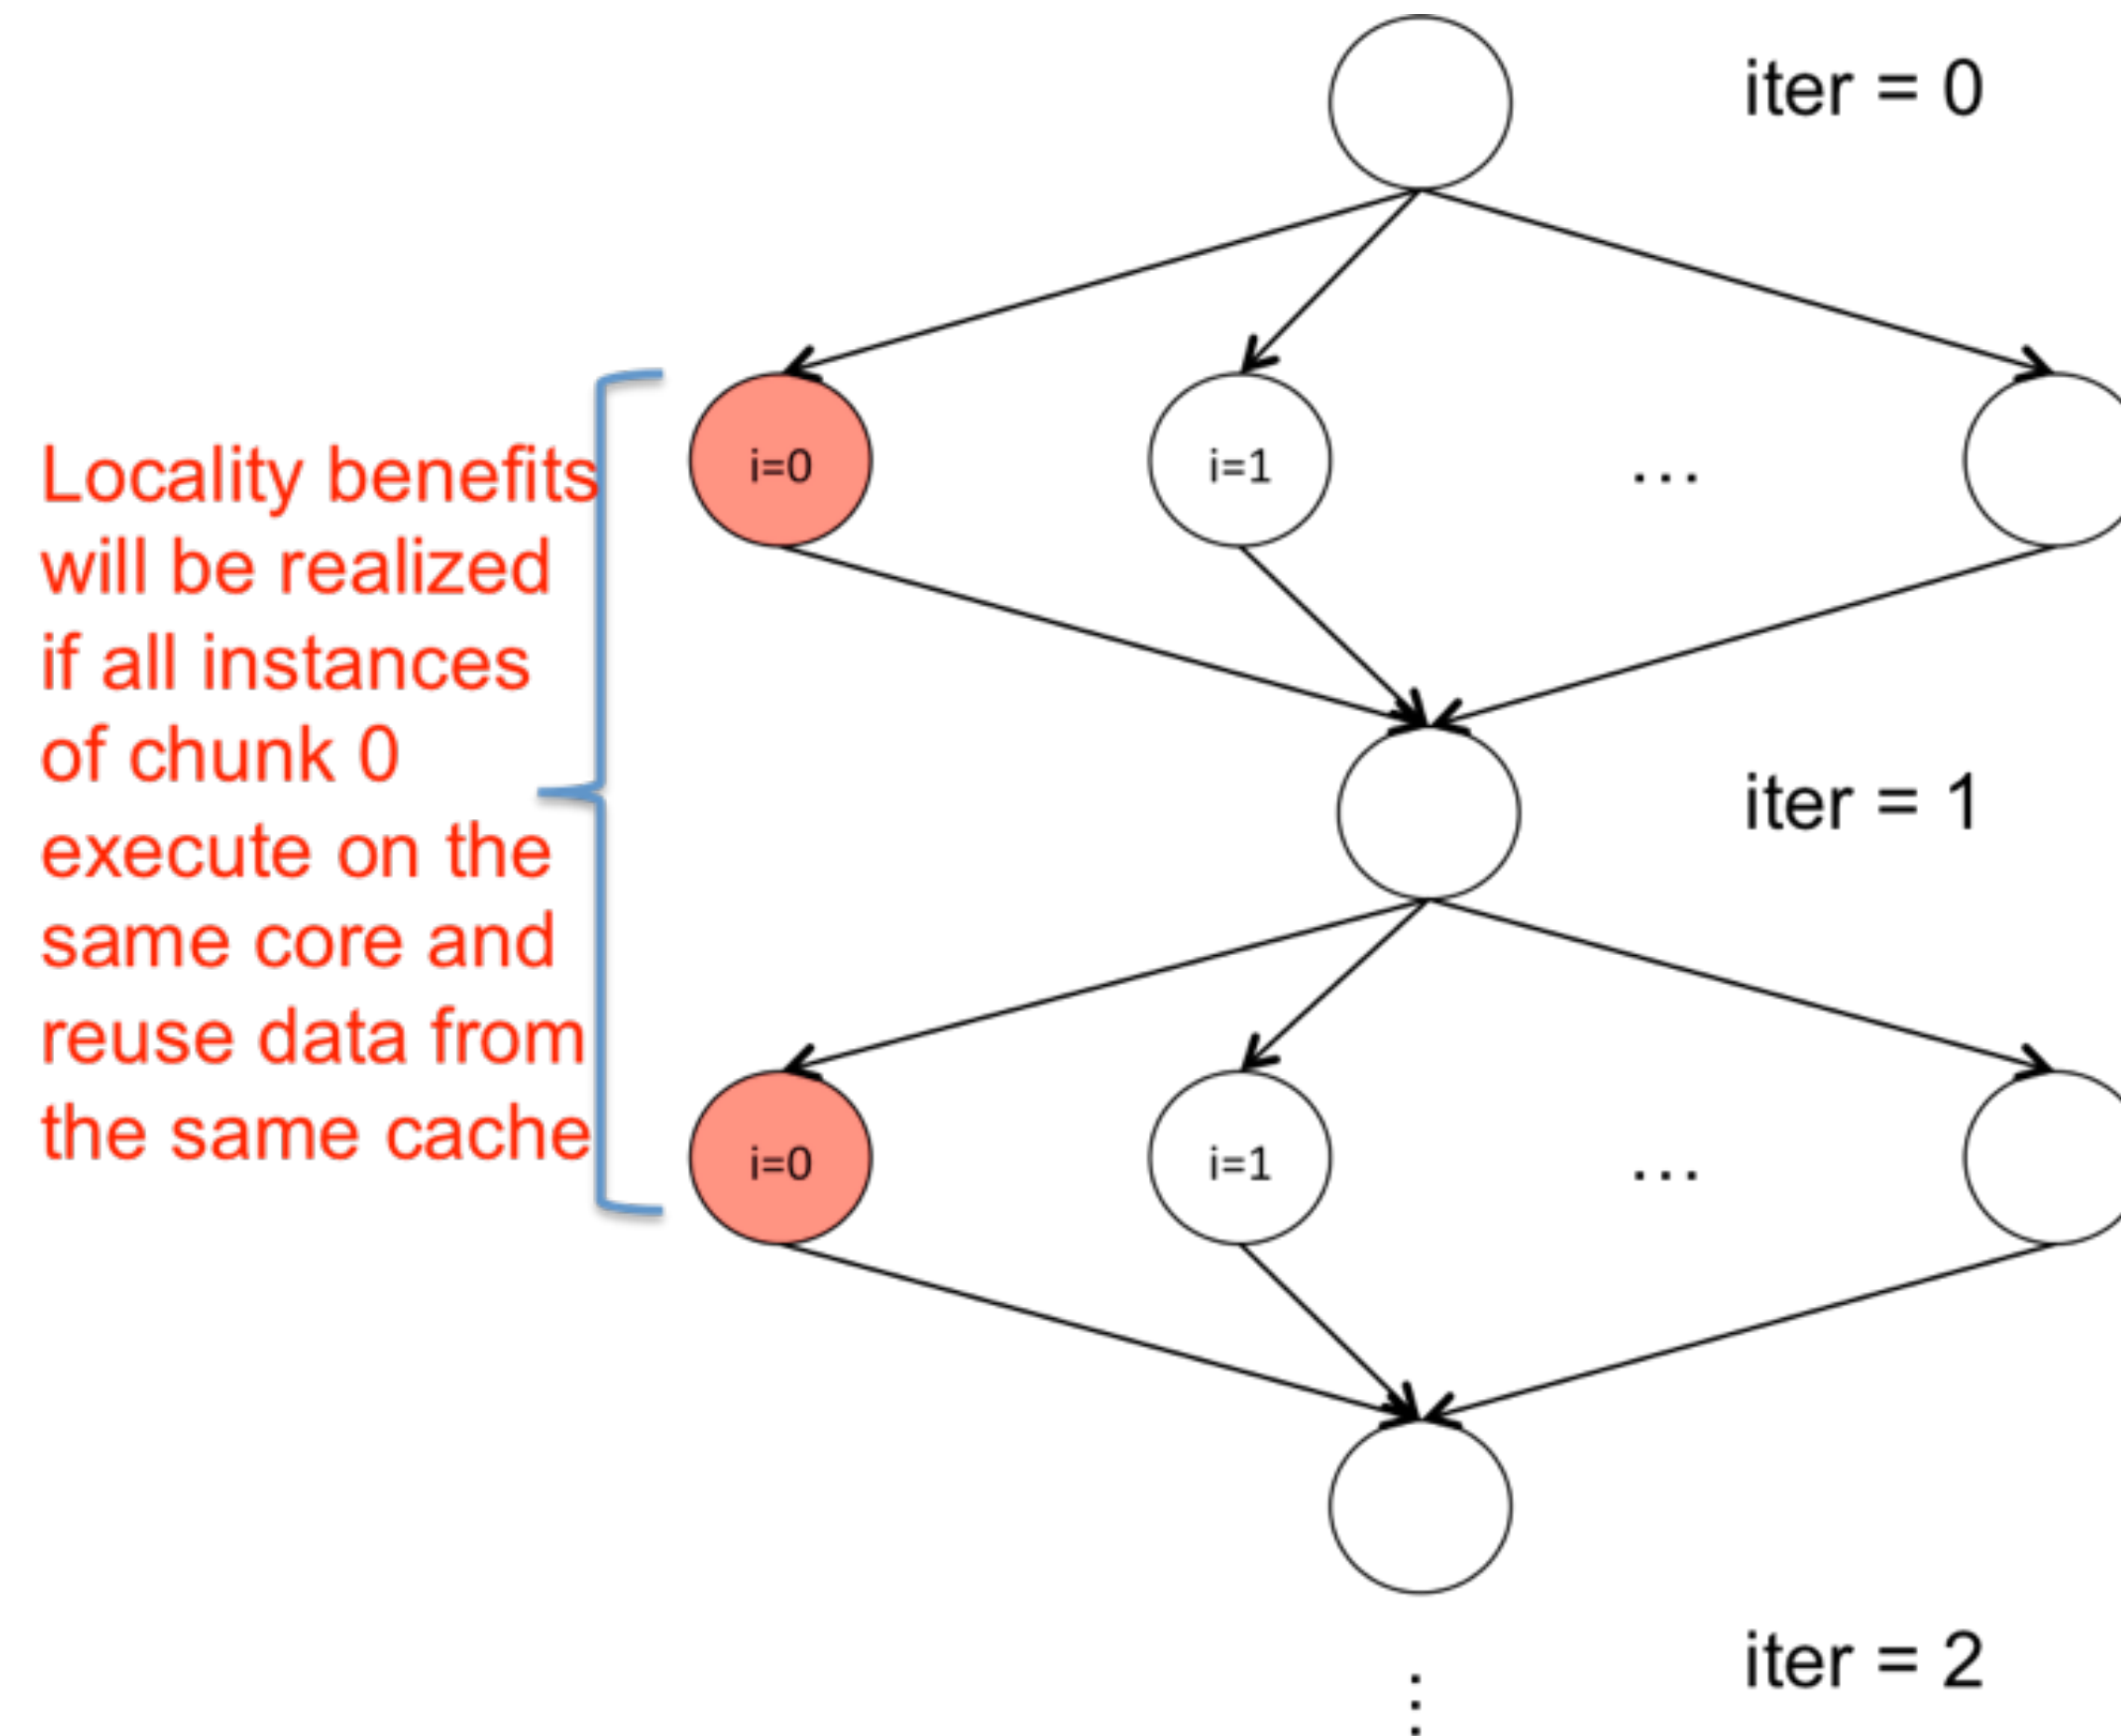 iter = 0
Locality benefits
will be realized
if all instances
of chunk 0
execute on the
same core and
reuse data from
the same cache
i=0
i=1
...
iter = 1
i=0
i=1
...
iter = 2
⋮